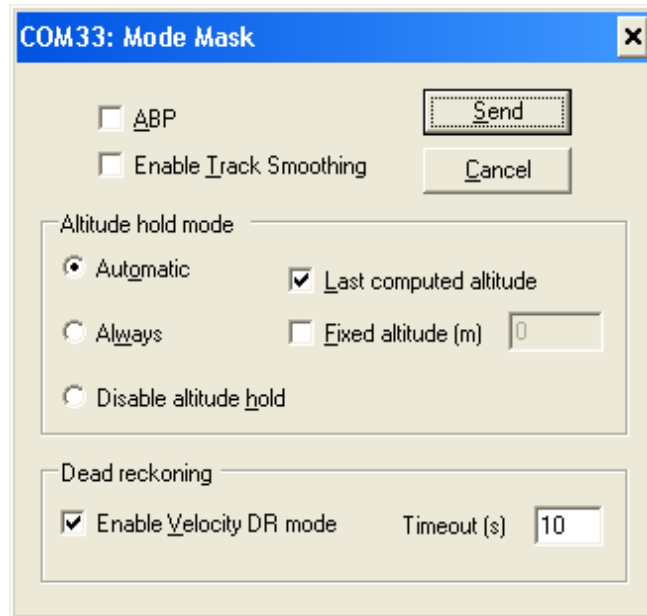 COM33: Mode Mask
ABP
Send
Enable Track Smoothing
Cancel
Altitude hold mode
Automatic
Last computed altitude
Always
Fixed altitude (m)
0
Disable altitude hold
Dead reckoning
Enable Velocity DR mode
Timeout (s)
10